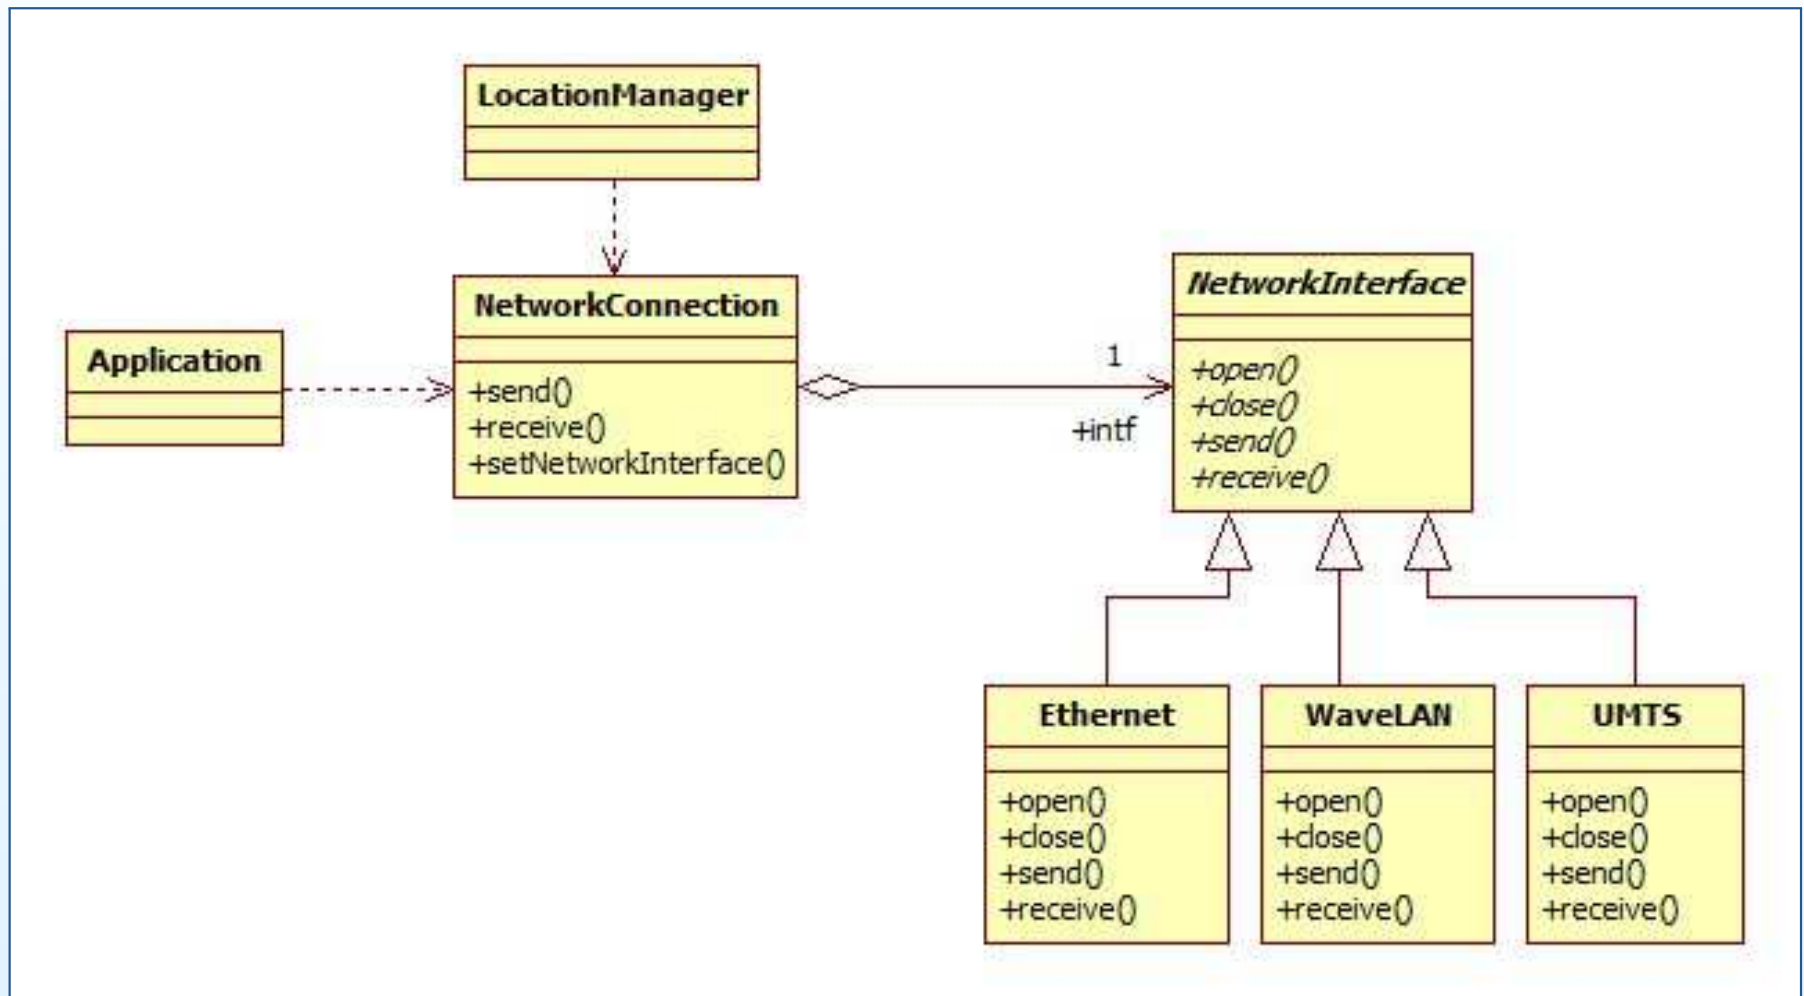 LocationManager
NetworkConnection
+send()
+receive()
+setNetworkInterface()
Application
1
+intf
NetworkInterface
+open()
+close()
+send()
+receive()
Ethernet
+open()
+close()
+send()
+receive()
WaveLAN
+open()
+close()
+send()
+receive()
UMTS
+open()
+close()
+send()
+receive()